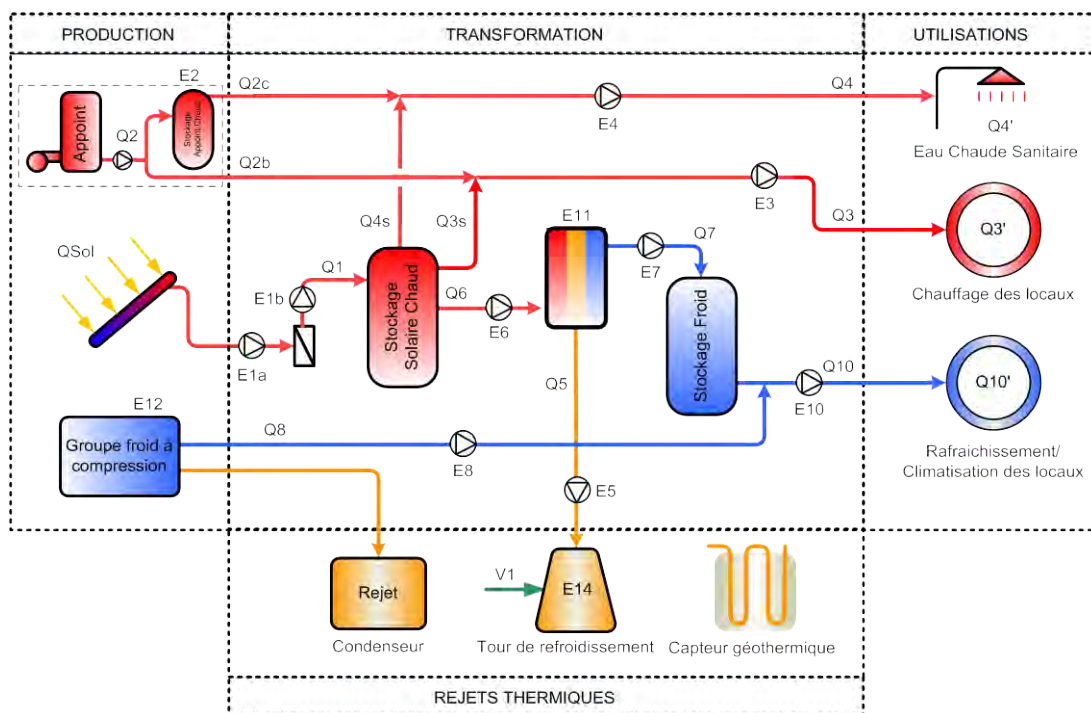 PRODUCTION
TRANSFORMATION
UTILISATIONS
E2
Q2c
Q4
Appoint
Q2
Stockage
Appoint Chaud
E4
Q4'
Eau Chaude Sanitaire
Q2b
E3
Q3
Q3'
Chauffage des locaux
Q4s
Q3s
E11
Q7
E7
QSol
Q1
E1b
E1a
Stockage
Solaire Chaud
Q6
E6
Stockage Froid
Q5
Q10
E10
Q10'
Rafraichissement/
Climatisation des locaux
E12
Groupe froid à
compression
Q8
E8
E5
Rejet
Condenseur
V1
E14
Tour de refroidissement
Capteur géothermique
REJETS THERMIQUES